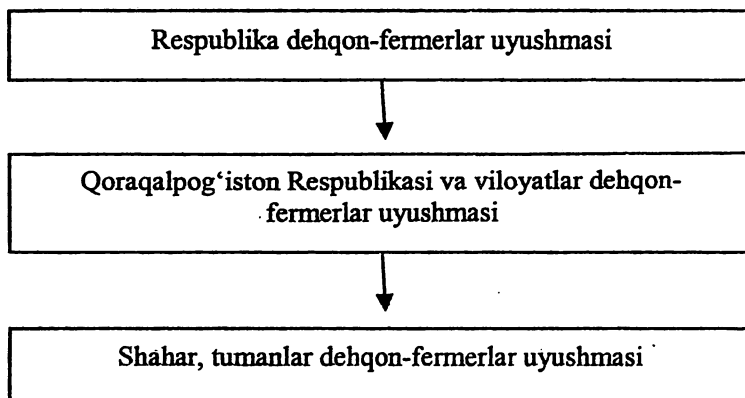 Respublika dehqon-fermerlar uyushmasi
Qoraqalpog‘iston Respublikasi va viloyatlar dehqon-
fermerlar uyushmasi
Shahar, tumanlar dehqon-fermerlar uyushmasi